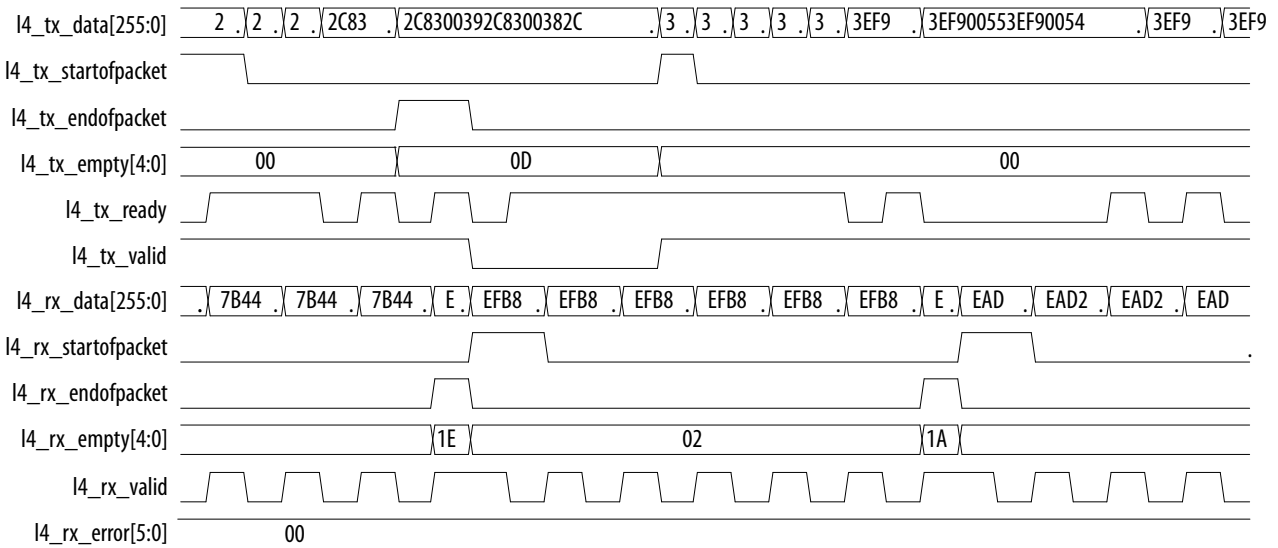 l4_tx_data[255:0] 2 . 2 . 2 . 2C83 . 2C8300392C8300382C . 3 . 3 . 3 . 3 . 3 . 3EF9 . 3EF900553EF90054 . 3EF9 . 3EF9
l4_tx_startofpacket
l4_tx_endofpacket
l4_tx_empty[4:0] 00 0D 00
l4_tx_ready
l4_tx_valid
l4_rx_data[255:0] . 7B44 . 7B44 . 7B44 . E . EFB8 . EFB8 . EFB8 . EFB8 . EFB8 . EFB8 . E . EAD . EAD2 . EAD2 . EAD
l4_rx_startofpacket .
l4_rx_endofpacket
l4_rx_empty[4:0] 1E 02 1A
l4_rx_valid
l4_rx_error[5:0] 00